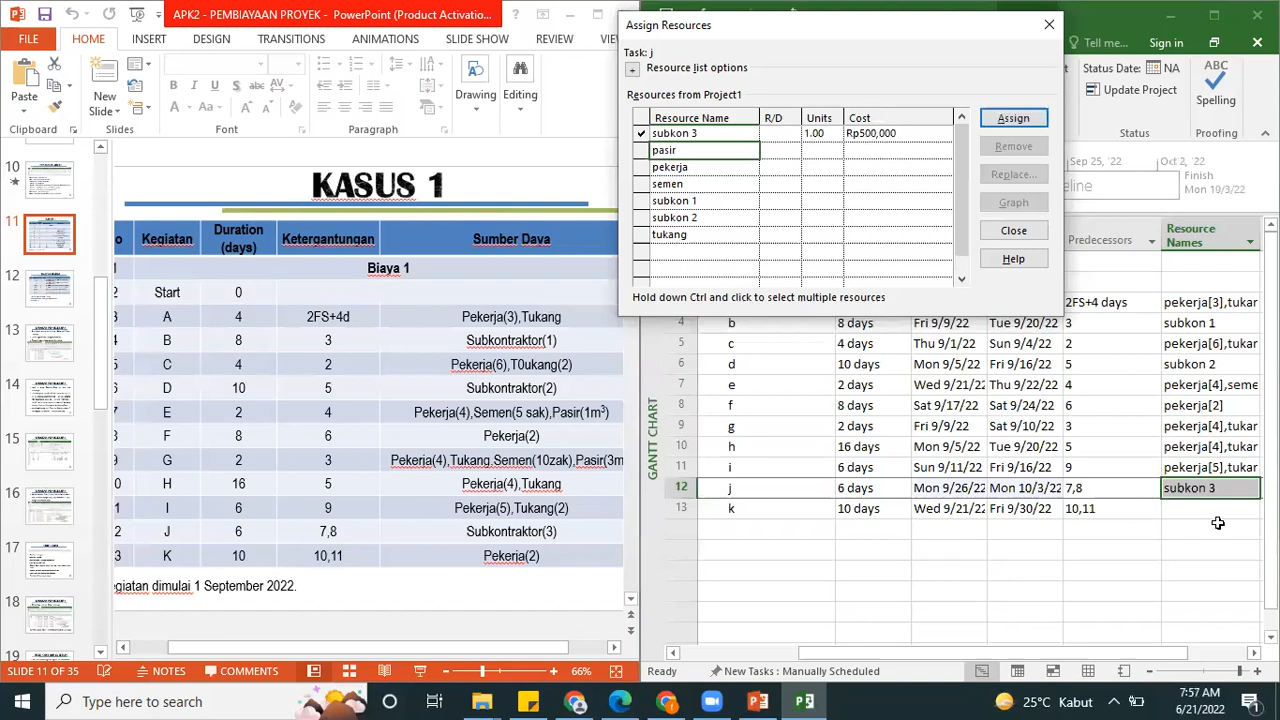 APK2 - PEMBIAYAAN PROYEK - PowerPoint (Product Activatio...
FILE HOME INSERT DESIGN TRANSITIONS ANIMATIONS SLIDE SHOW REVIEW
Paste
New
Slide
Drawing
Editing
Clipboard
Slides
Font
Paragraph
10
11
12
13
14
15
16
17
18
19
KASUS 1
Kegiatan Duration (days) Ketergantungan Sumber Daya
Biaya 1
Start 0
A 4 2FS+4d Pekerja(3),Tukang
B 8 3 Subkontraktor(1)
C 4 2 Pekerja(6),T0ukang(2)
D 10 5 Subkontraktor(2)
E 2 4 Pekerja(4),Semen(5 sak),Pasir(1m³)
F 8 6 Pekerja(2)
G 2 3 Pekerja(4),Tukang,Semen(10zak),Pasir(3m
H 16 5 Pekerja(4),Tukang
I 6 9 Pekerja(5),Tukang(2)
J 6 7,8 Subkontraktor(3)
K 10 10,11 Pekerja(2)
egiatan dimulai 1 September 2022.
SLIDE 11 OF 35 NOTES COMMENTS 66%
Assign Resources
Task: j
Resource list options
Resources from Project1
Resource Name R/D Units Cost
subkon 3 1.00 Rp500,000
pasir
pekerja
semen
subkon 1
subkon 2
tukang
Assign
Remove
Replace...
Graph
Close
Help
Hold down Ctrl and click to select multiple resources
Tell me... Sign in
Status Date: NA
Update Project
ABC
Spelling
Status
Proofing
Sep 25, '22 Oct 2, '22
Finish
Mon 10/3/22
eline
Predecessors Resource Names
2FS+4 days pekerja[3],tukar
4 b 8 days Fri 9/9/22 Tue 9/20/22 3 subkon 1
5 c 4 days Thu 9/1/22 Sun 9/4/22 2 pekerja[6],tukar
6 d 10 days Mon 9/5/22 Fri 9/16/22 5 subkon 2
7 e 2 days Wed 9/21/22 Thu 9/22/22 4 pekerja[4],seme
8 f 8 days Sat 9/17/22 Mon 9/26/22 6 pekerja[2]
9 g 2 days Fri 9/9/22 Sat 9/10/22 3 pekerja[4],tukar
10 h 16 days Mon 9/5/22 Tue 9/20/22 5 pekerja[4],tukar
11 i 6 days Sun 9/11/22 Fri 9/16/22 9 pekerja[5],tukar
12 j 6 days Mon 9/26/22 Mon 10/3/22 7,8 subkon 3
13 k 10 days Wed 9/21/22 Fri 9/30/22 10,11
GANTT CHART
Ready New Tasks : Manually Scheduled
Type here to search
25°C Kabut
7:57 AM
6/21/2022